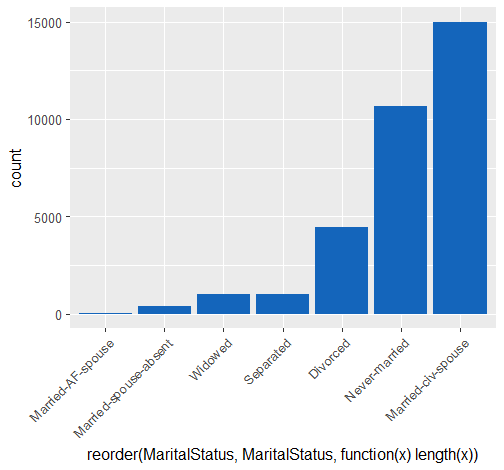 15000
10000
5000
0
count
Married-AF-spouse
Married-spouse-absent
Widowed
Separated
Divorced
Never-married
Married-civ-spouse
reorder(MaritalStatus, MaritalStatus, function(x) length(x))